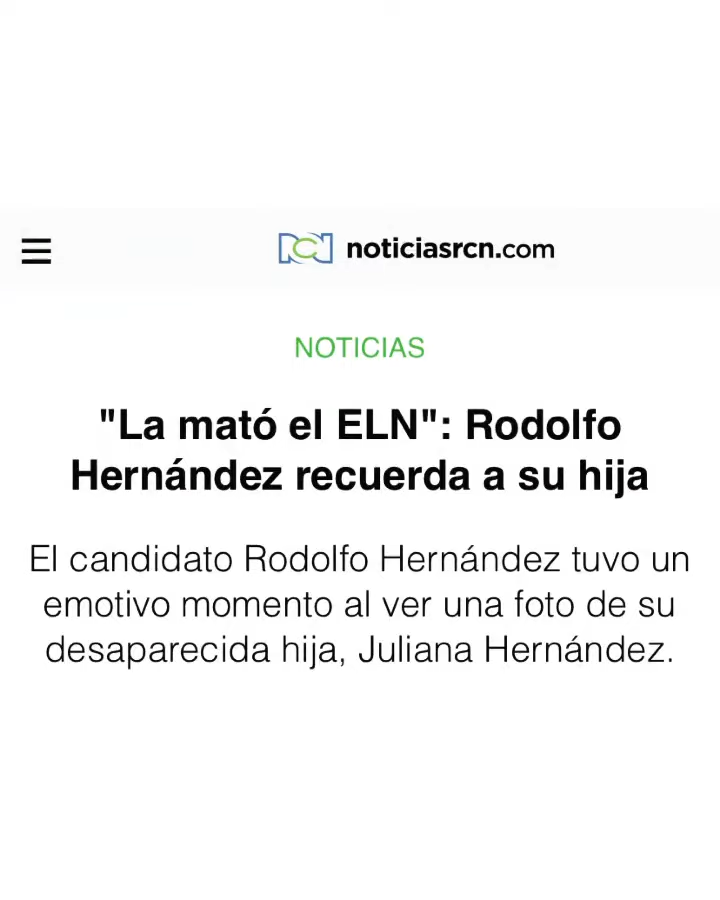 RCN noticiasrcn.com
NOTICIAS
"La mató el ELN": Rodolfo
Hernández recuerda a su hija
El candidato Rodolfo Hernández tuvo un
emotivo momento al ver una foto de su
desaparecida hija, Juliana Hernández.